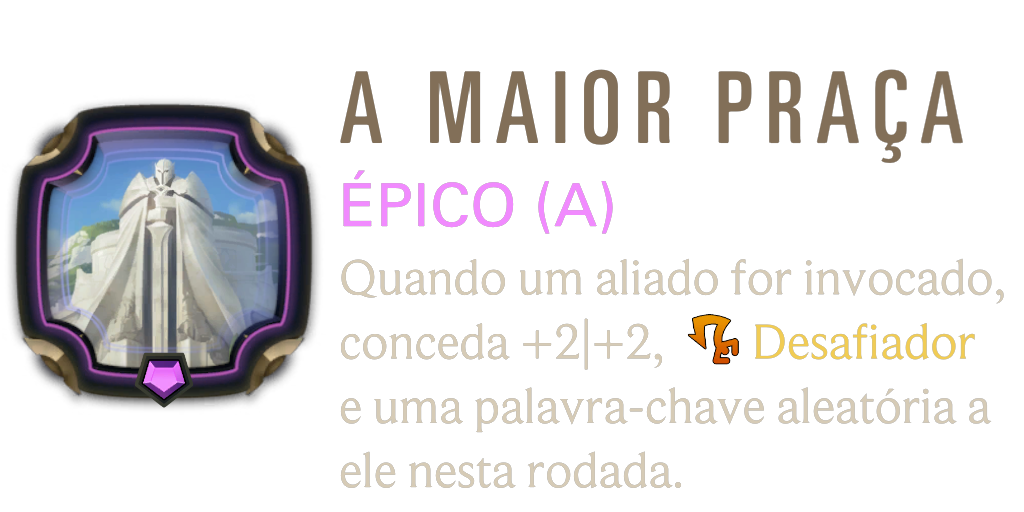 A MAIOR PRAÇA
ÉPICO (A)
Quando um aliado for invocado,
conceda +2|+2, Desafiador
e uma palavra-chave aleatória a
ele nesta rodada.